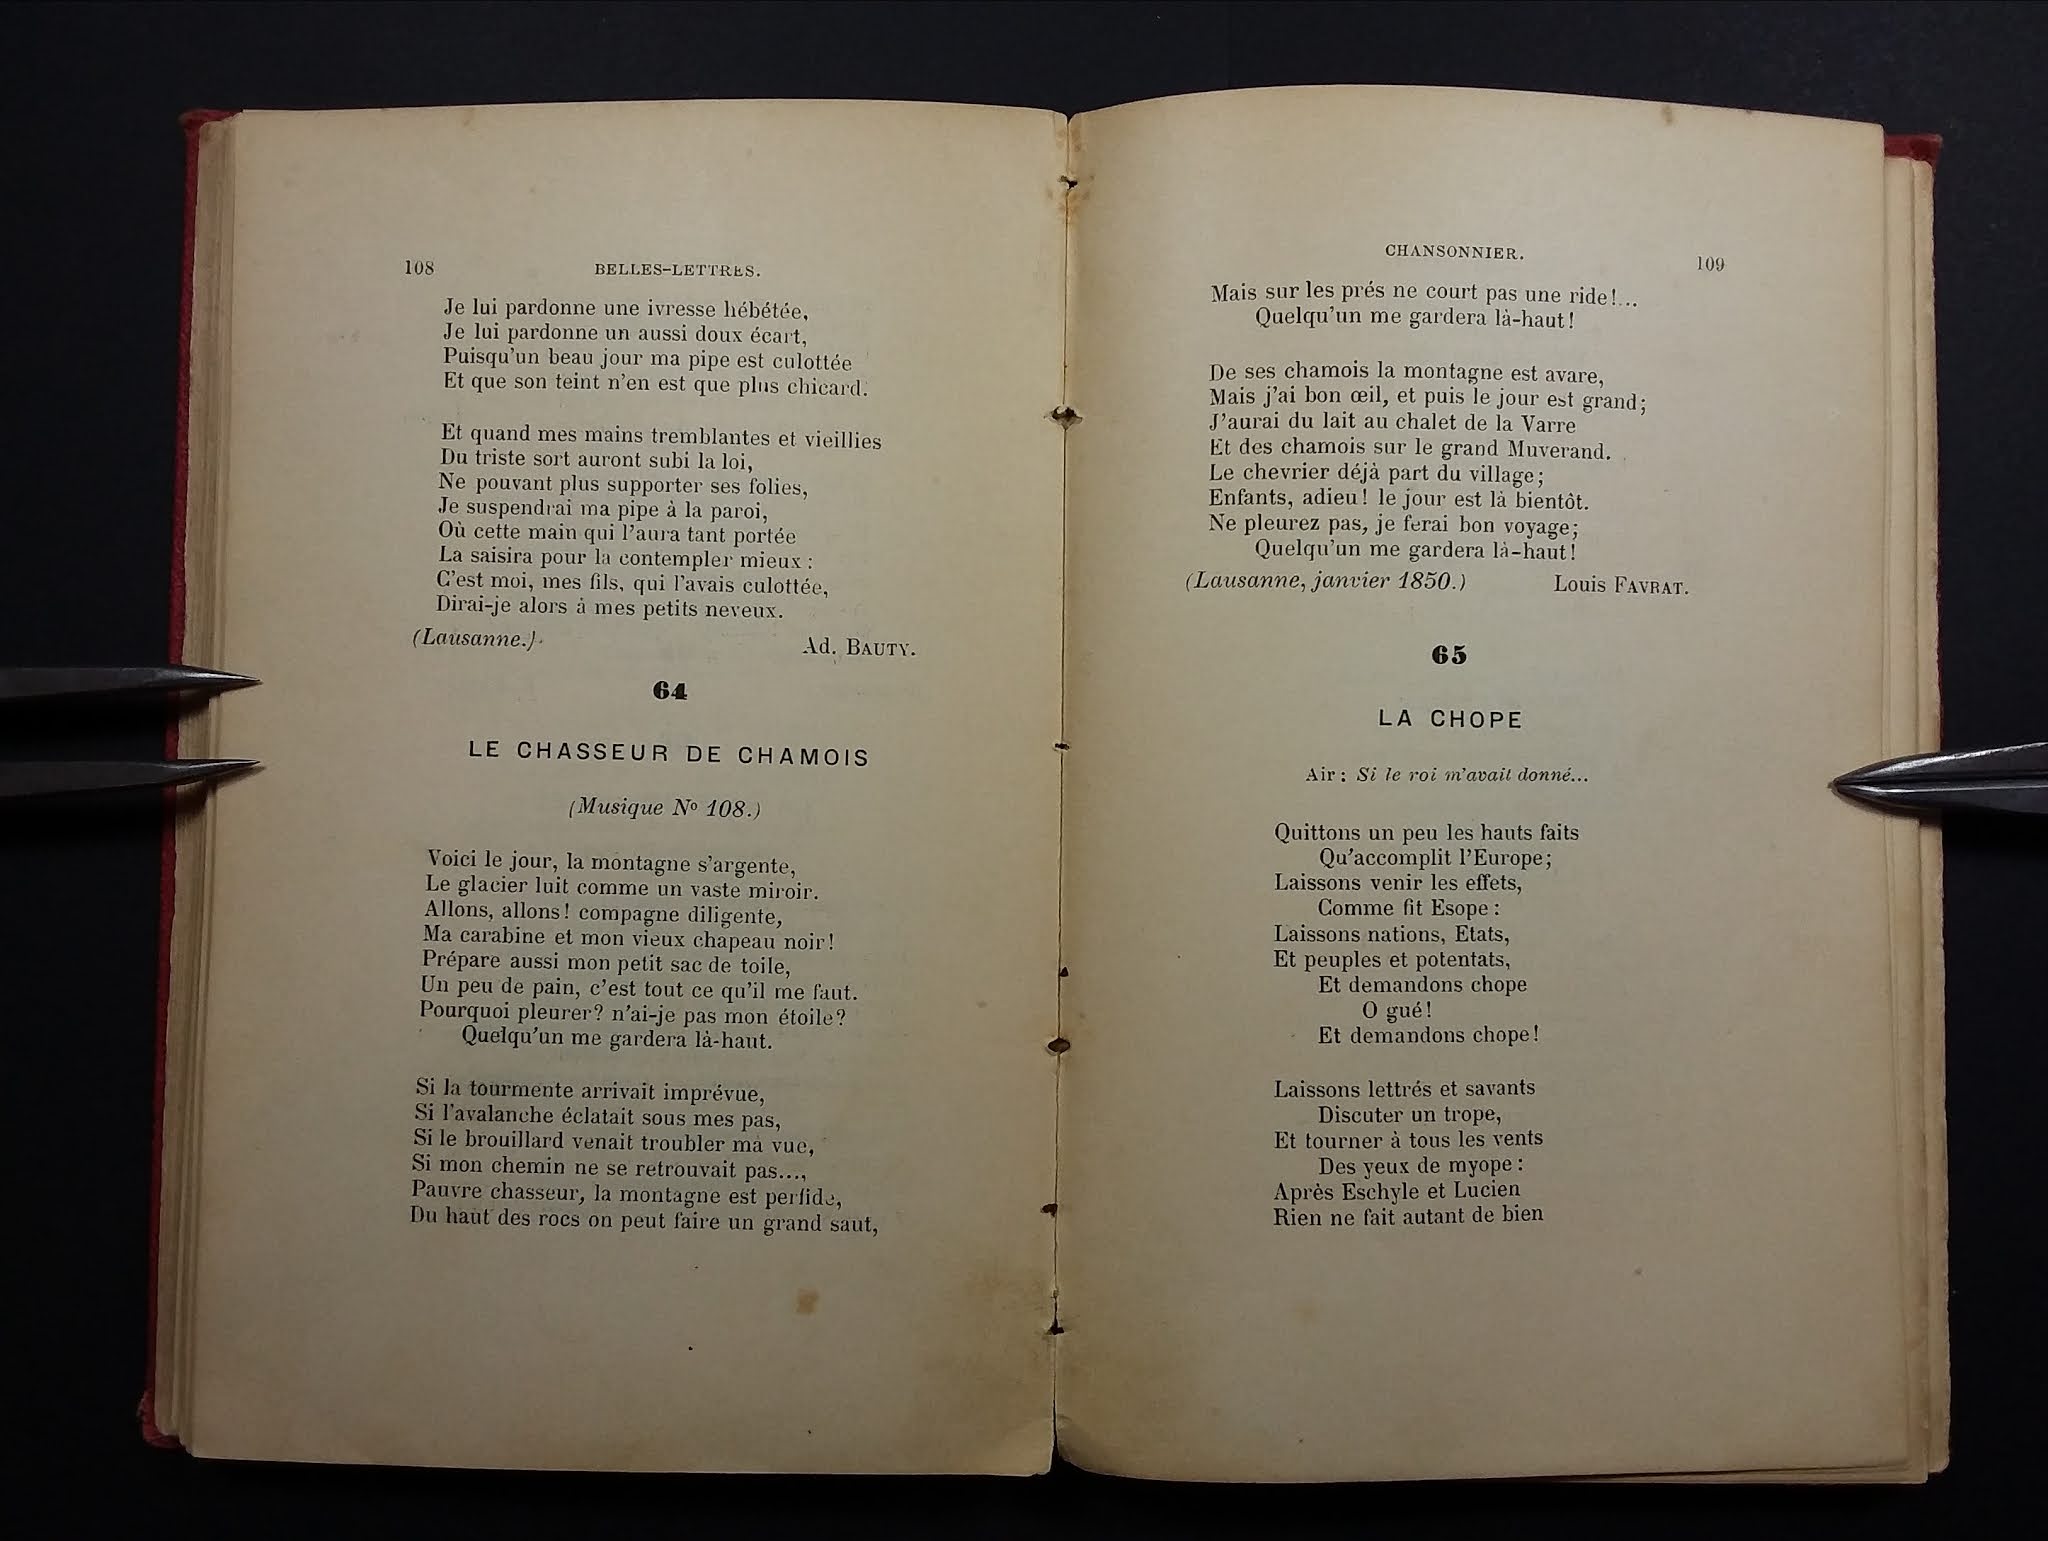 108
BELLES-LETTRES.
Je lui pardonne une ivresse hébétée,
Je lui pardonne un aussi doux écart,
Puisqu'un beau jour ma pipe est culottée
Et que son teint n'en est que plus chicard.
Et quand mes mains tremblantes et vieillies
Du triste sort auront subi la loi,
Ne pouvant plus supporter ses folies,
Je suspendrai ma pipe à la paroi,
Où cette main qui l'aura tant portée
La saisira pour la contempler mieux :
C'est moi, mes fils, qui l'avais culottée,
Dirai-je alors à mes petits neveux.
(Lausanne.) Ad. BAUTY.
64
LE CHASSEUR DE CHAMOIS
(Musique No 108.)
Voici le jour, la montagne s'argente,
Le glacier luit comme un vaste miroir.
Allons, allons! compagne diligente,
Ma carabine et mon vieux chapeau noir!
Prépare aussi mon petit sac de toile,
Un peu de pain, c'est tout ce qu'il me faut.
Pourquoi pleurer? n'ai-je pas mon étoile?
Quelqu'un me gardera là-haut.
Si la tourmente arrivait imprévue,
Si l'avalanche éclatait sous mes pas,
Si le brouillard venait troubler ma vue,
Si mon chemin ne se retrouvait pas...,
Pauvre chasseur, la montagne est perfide,
Du haut des rocs on peut faire un grand saut,
CHANSONNIER.
109
Mais sur les prés ne court pas une ride!...
Quelqu'un me gardera là-haut!
De ses chamois la montagne est avare,
Mais j'ai bon œil, et puis le jour est grand;
J'aurai du lait au chalet de la Varre
Et des chamois sur le grand Muverand.
Le chevrier déjà part du village;
Enfants, adieu! le jour est là bientôt.
Ne pleurez pas, je ferai bon voyage;
Quelqu'un me gardera là-haut!
(Lausanne, janvier 1850.) Louis FAVRAT.
65
LA CHOPE
Air : Si le roi m'avait donné...
Quittons un peu les hauts faits
Qu'accomplit l'Europe;
Laissons venir les effets,
Comme fit Esope :
Laissons nations, Etats,
Et peuples et potentats,
Et demandons chope
O gué!
Et demandons chope!
Laissons lettrés et savants
Discuter un trope,
Et tourner à tous les vents
Des yeux de myope :
Après Eschyle et Lucien
Rien ne fait autant de bien